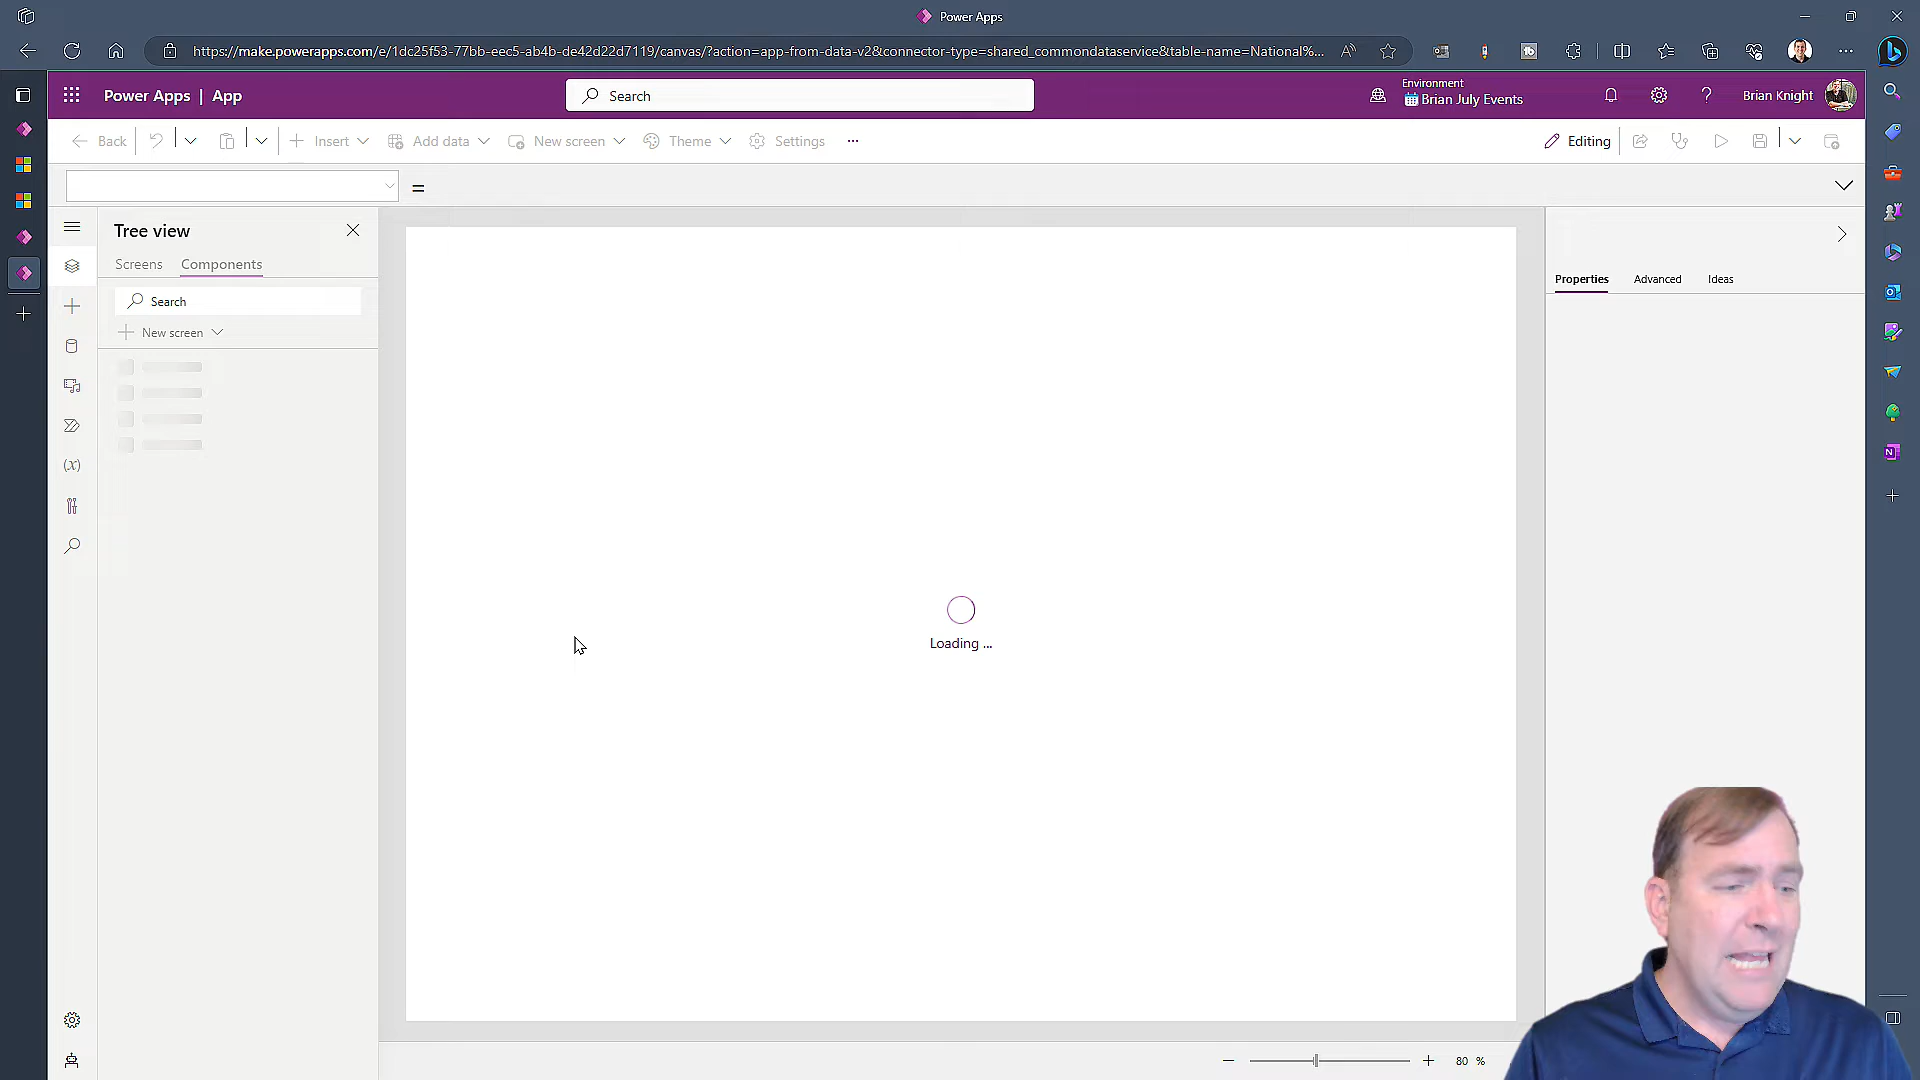 Power Apps
https://make.powerapps.com/e/1dc25f53-77bb-eec5-ab4b-de42d22d7119/canvas/?action=app-from-data-v2&connector-type=shared_commondataservice&table-name=National%...
Power Apps | App
Search
Environment
Brian July Events
Brian Knight
Back
Insert
Add data
New screen
Theme
Settings
...
Editing
=
Tree view
Screens
Components
Search
New screen
Properties
Advanced
Ideas
Loading ...
80 %